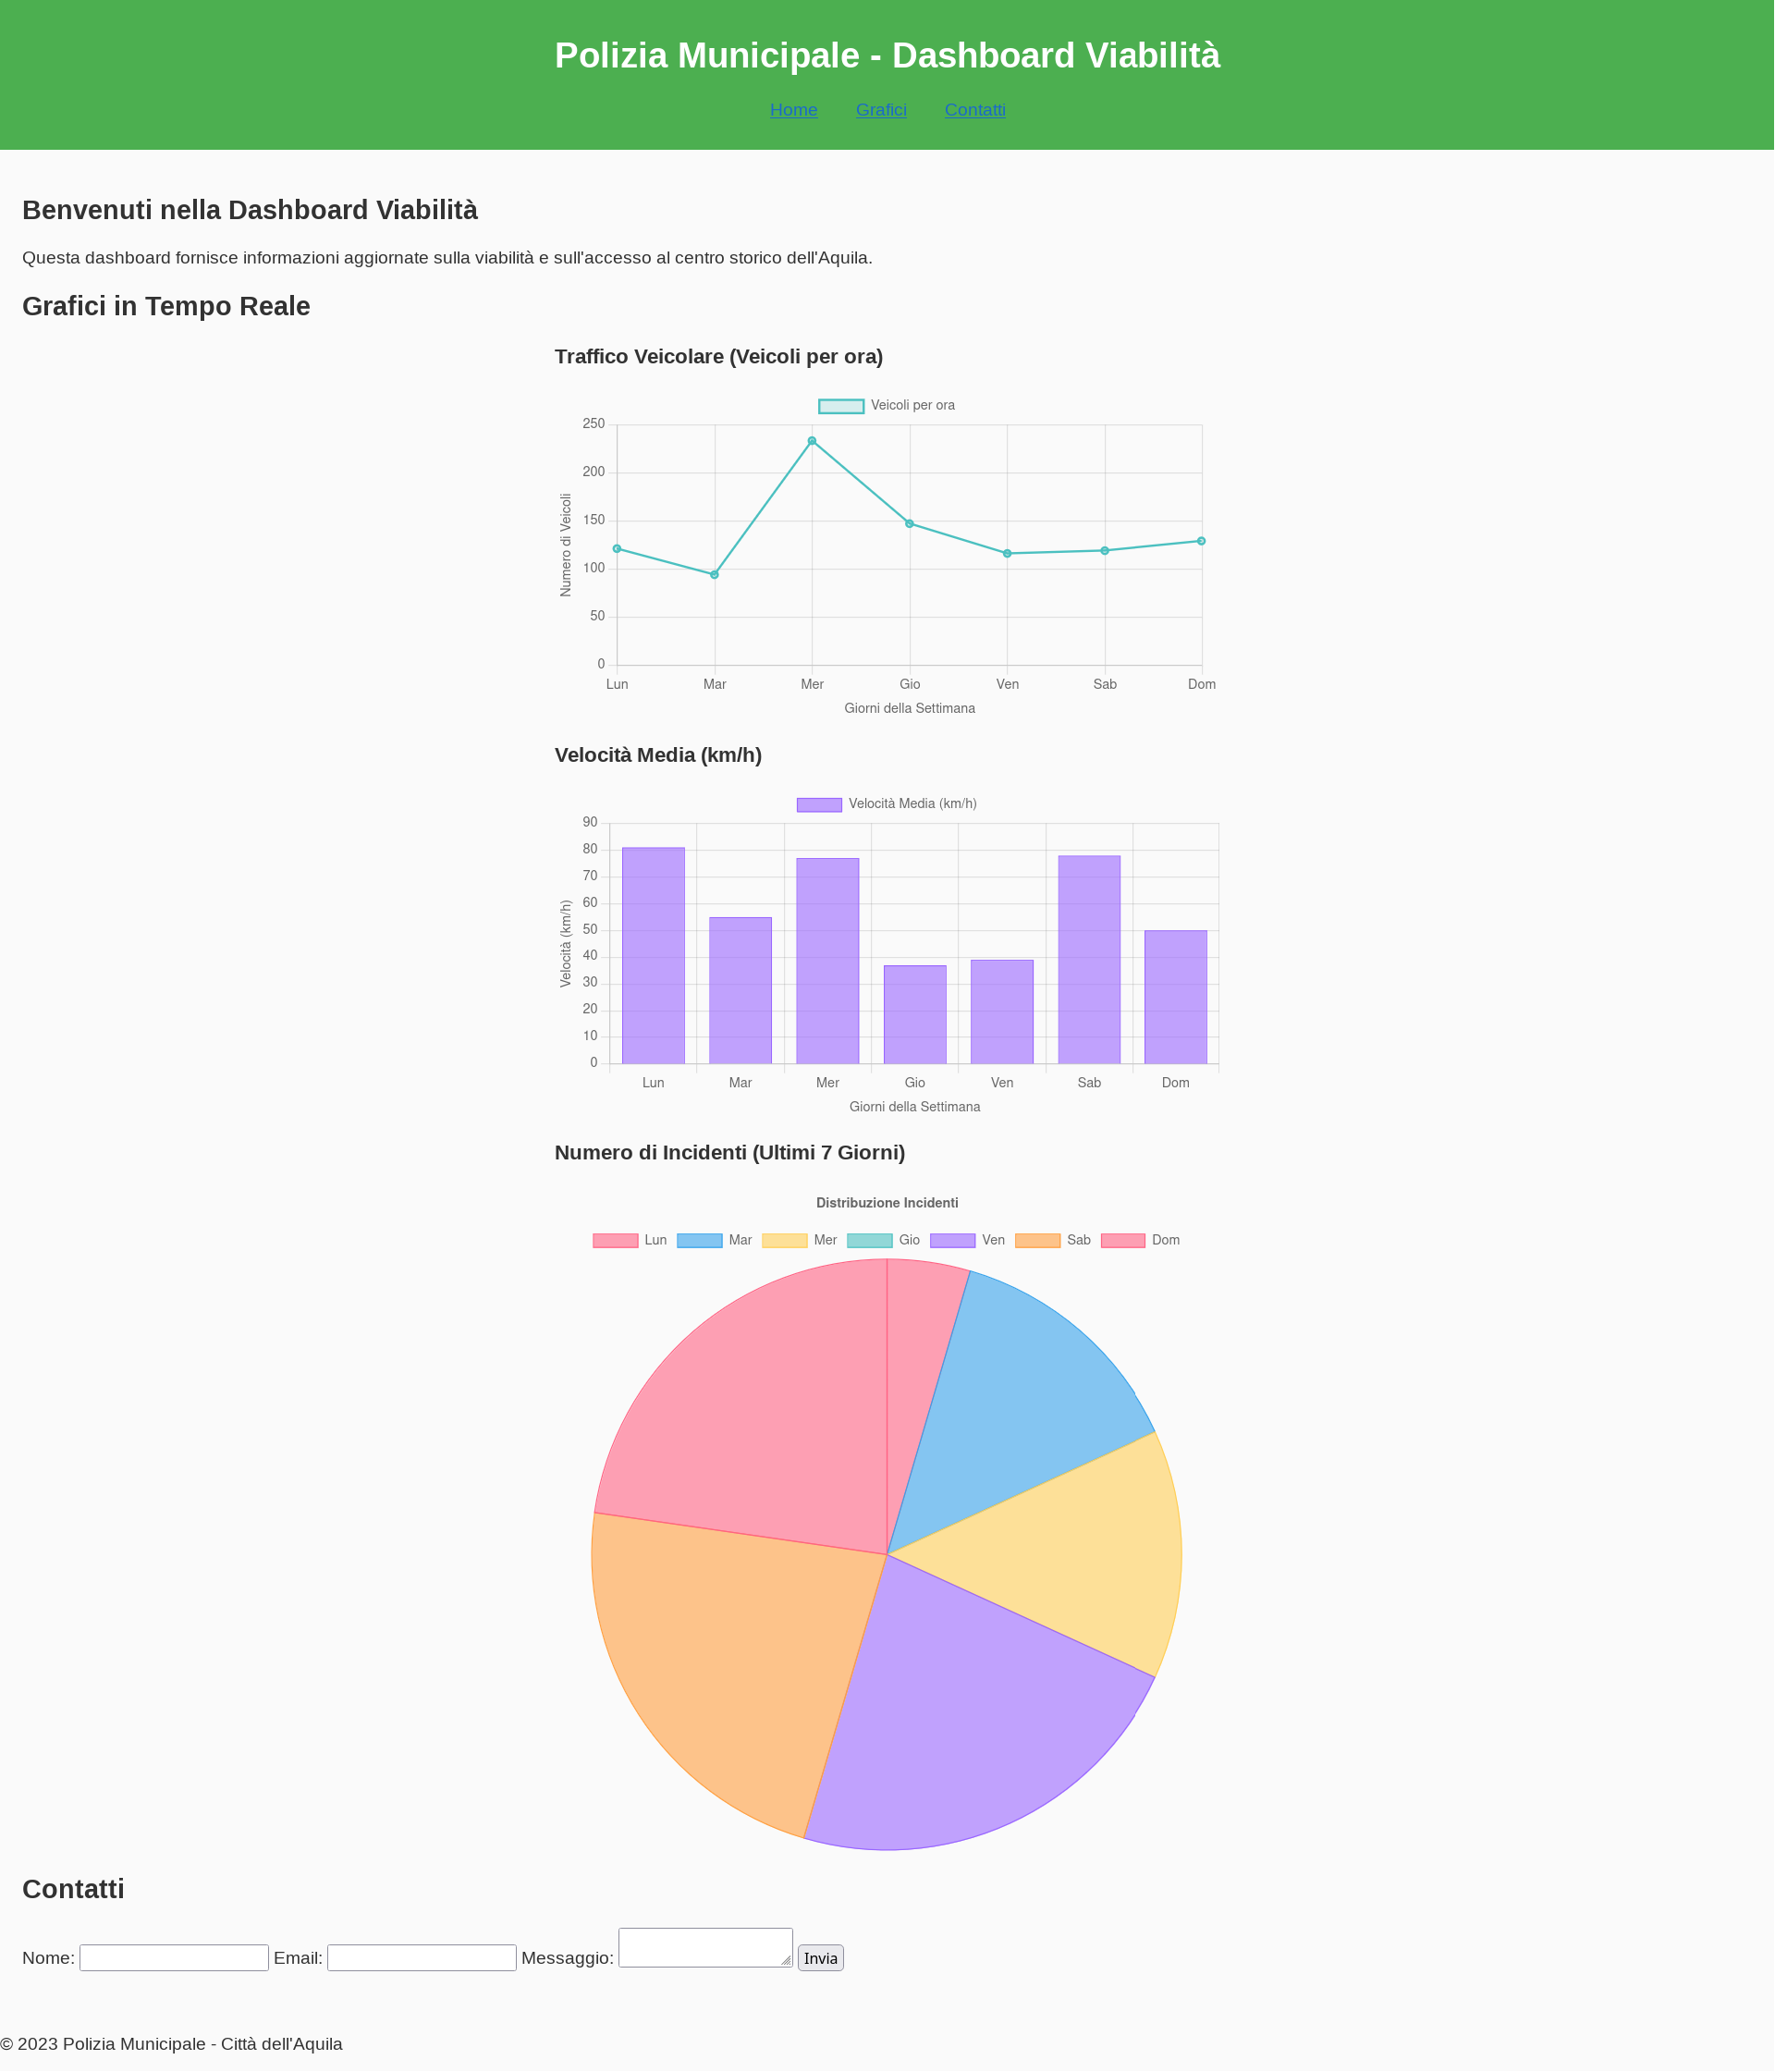 Polizia Municipale - Dashboard Viabilità
Home Grafici Contatti
Benvenuti nella Dashboard Viabilità
Questa dashboard fornisce informazioni aggiornate sulla viabilità e sull'accesso al centro storico dell'Aquila.
Grafici in Tempo Reale
Traffico Veicolare (Veicoli per ora)
Veicoli per ora
Numero di Veicoli
250
200
150
100
50
0
Lun Mar Mer Gio Ven Sab Dom
Giorni della Settimana
Velocità Media (km/h)
Velocità Media (km/h)
Velocità (km/h)
90
80
70
60
50
40
30
20
10
0
Lun Mar Mer Gio Ven Sab Dom
Giorni della Settimana
Numero di Incidenti (Ultimi 7 Giorni)
Distribuzione Incidenti
Lun Mar Mer Gio Ven Sab Dom
Contatti
Nome: Email: Messaggio: Invia
© 2023 Polizia Municipale - Città dell'Aquila